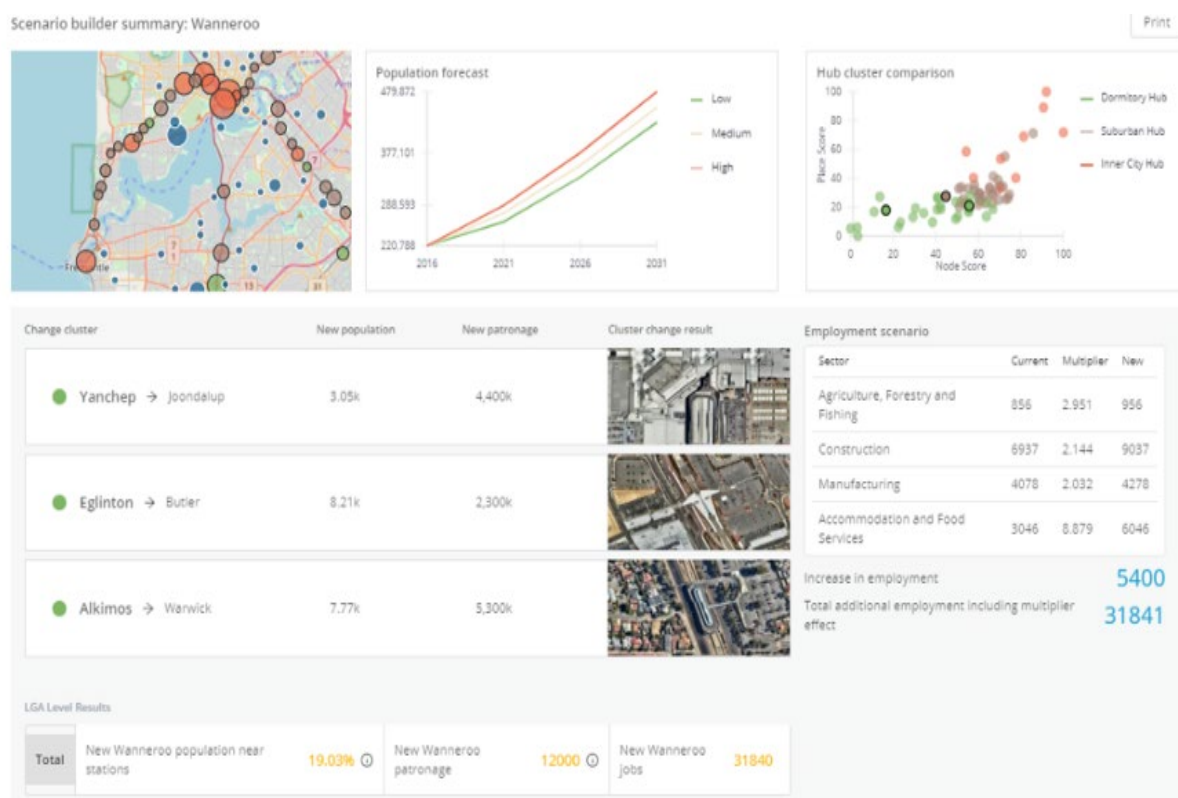 Scenario builder summary: Wanneroo
Print
Fremantle
7
1
13
31
7
Population forecast
479,872
377,101
288,593
220,788
2016 2021 2026 2031
Low
Medium
High
Hub cluster comparison
Place Score
100
80
60
40
20
0
0 20 40 60 80 100
Node Score
Dormitory Hub
Suburban Hub
Inner City Hub
Change cluster New population New patronage Cluster change result
Yanchep → Joondalup 3.05k 4,400k
Eglinton → Butler 8.21k 2,300k
Alkimos → Warwick 7.77k 5,300k
Employment scenario
Sector Current Multiplier New
Agriculture, Forestry and
Fishing
856 2.951 956
Construction 6937 2.144 9037
Manufacturing 4078 2.032 4278
Accommodation and Food
Services
3046 8.879 6046
Increase in employment 5400
Total additional employment including multiplier
effect
31841
LGA Level Results
Total
New Wanneroo population near
stations
19.03%
New Wanneroo
patronage
12000
New Wanneroo
jobs
31840